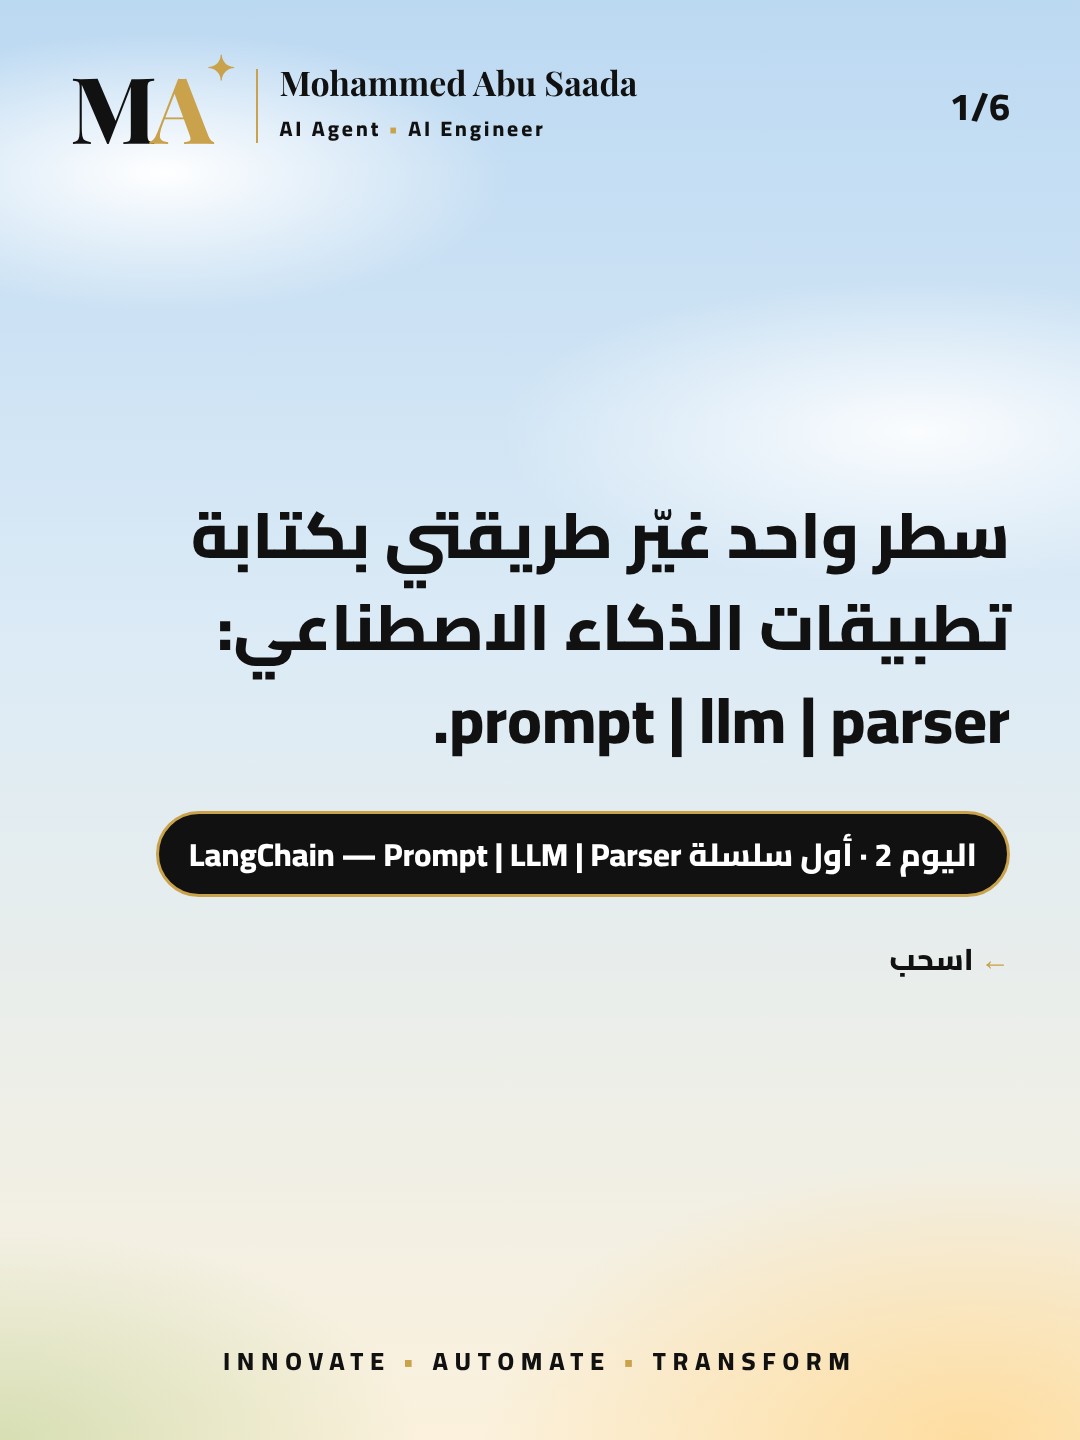 MA
Mohammed Abu Saada
AI Agent ▪ AI Engineer
1/6
سطر واحد غيّر طريقتي بكتابة
تطبيقات الذكاء الاصطناعي:
prompt | llm | parser.
اليوم 2 · أول سلسلة LangChain — Prompt | LLM | Parser
← اسحب
INNOVATE ▪ AUTOMATE ▪ TRANSFORM